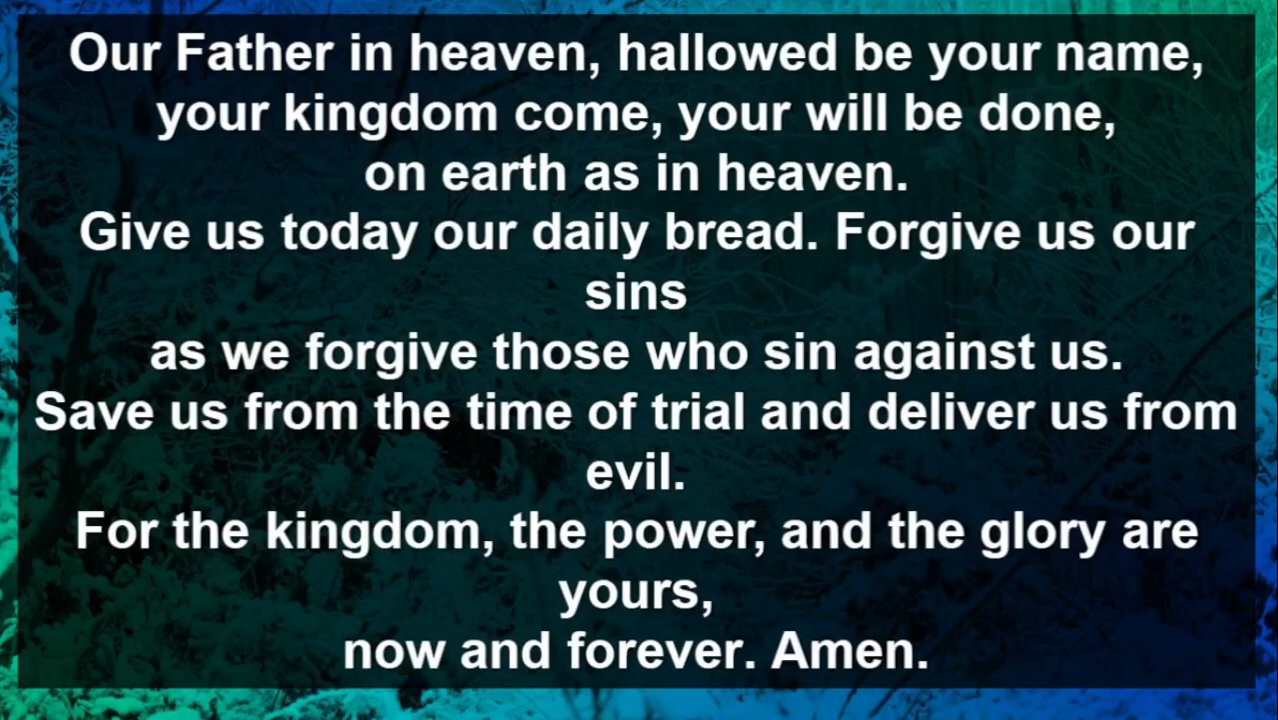 Our Father in heaven, hallowed be your name,
your kingdom come, your will be done,
on earth as in heaven.
Give us today our daily bread. Forgive us our
sins
as we forgive those who sin against us.
Save us from the time of trial and deliver us from
evil.
For the kingdom, the power, and the glory are
yours,
now and forever. Amen.